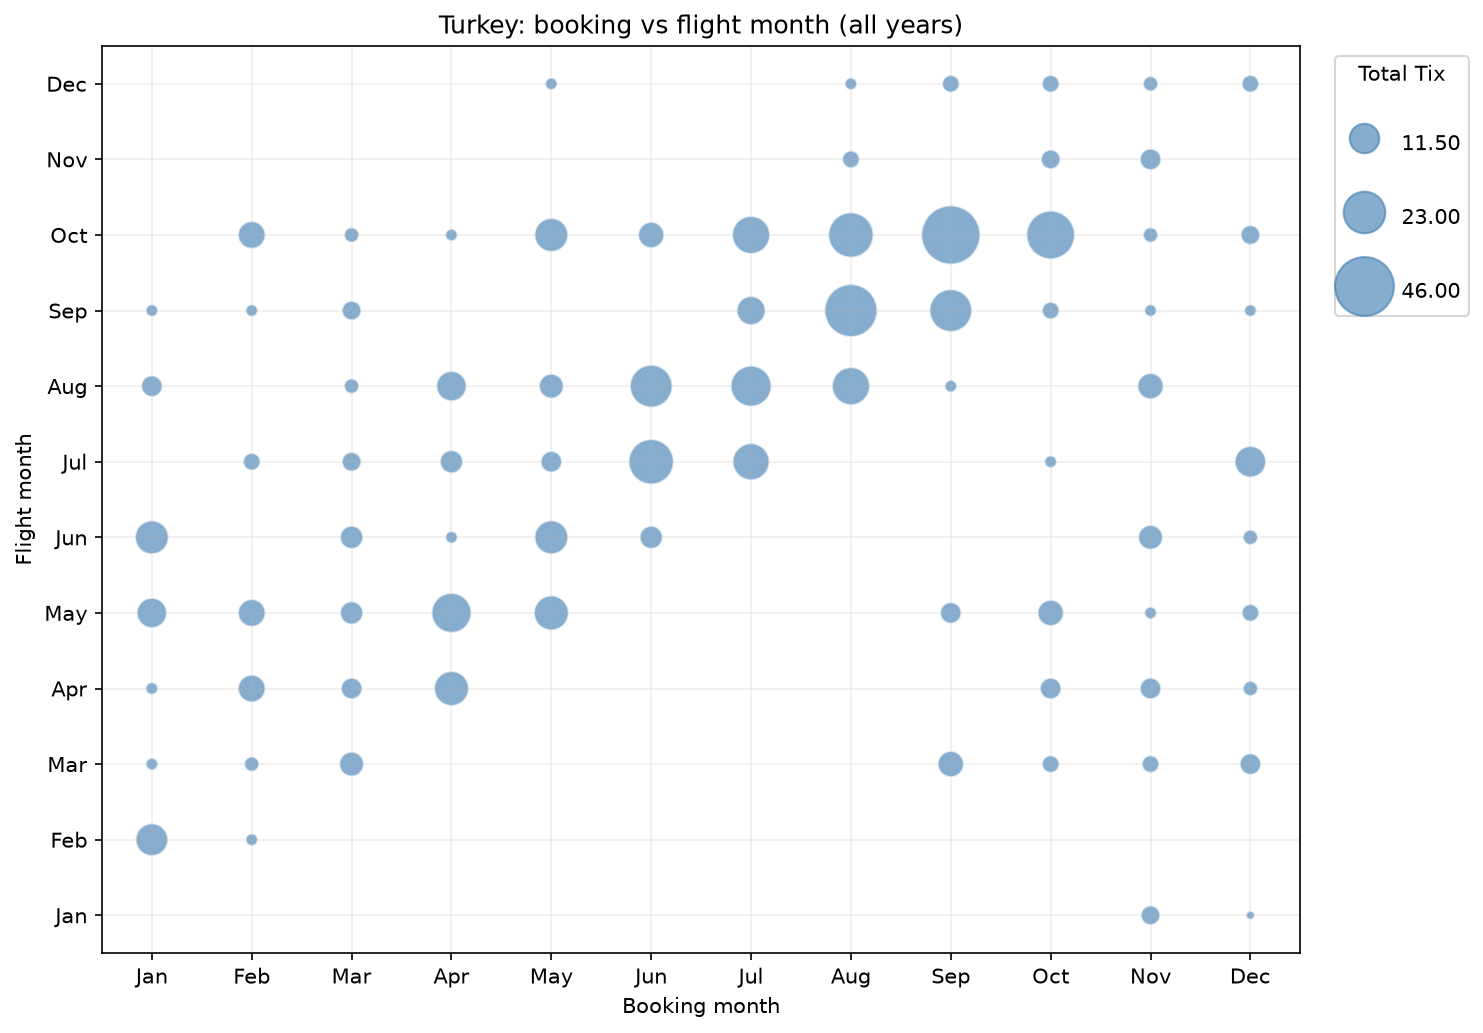 Turkey: booking vs flight month (all years)
Total Tix
11.50
23.00
46.00
Flight month
Dec
Nov
Oct
Sep
Aug
Jul
Jun
May
Apr
Mar
Feb
Jan
Jan Feb Mar Apr May Jun Jul Aug Sep Oct Nov Dec
Booking month